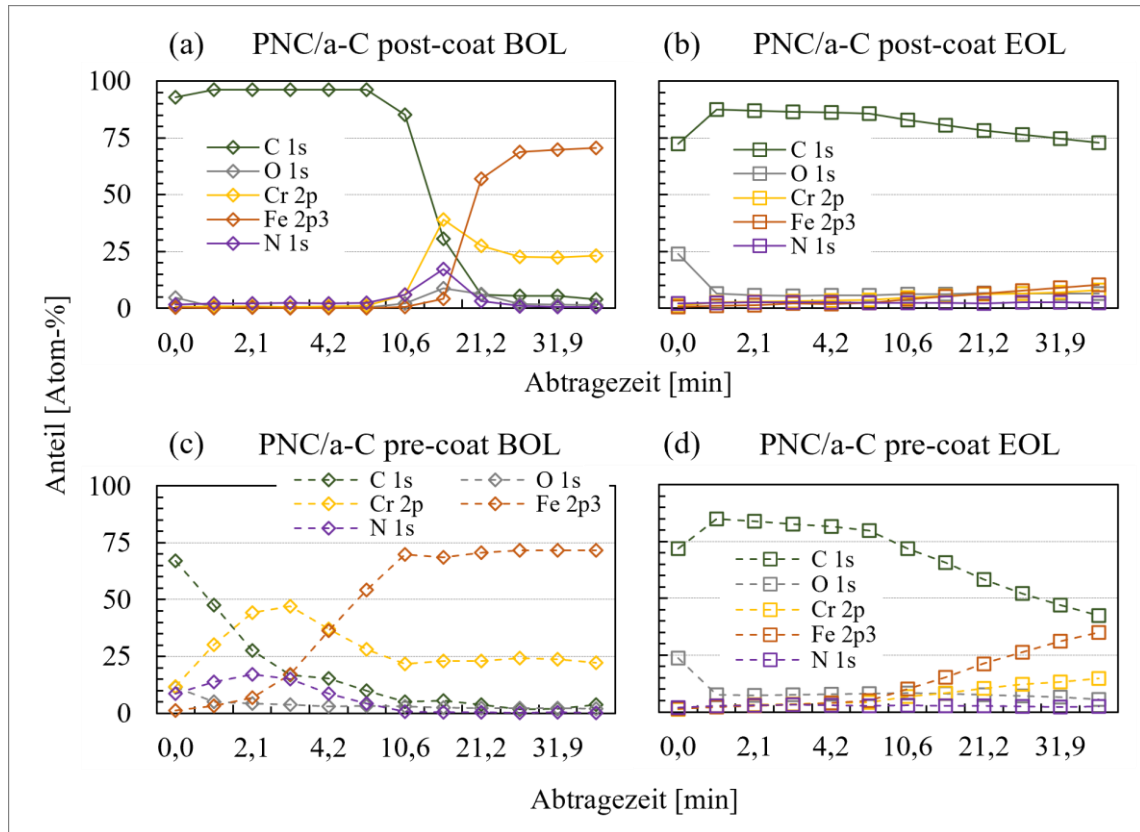 (a) PNC/a-C post-coat BOL
(b) PNC/a-C post-coat EOL
Anteil [Atom-%]
100
75
50
25
0
C 1s
O 1s
Cr 2p
Fe 2p3
N 1s
C 1s
O 1s
Cr 2p
Fe 2p3
N 1s
0,0 2,1 4,2 10,6 21,2 31,9
0,0 2,1 4,2 10,6 21,2 31,9
Abtragezeit [min]
(c) PNC/a-C pre-coat BOL
(d) PNC/a-C pre-coat EOL
C 1s O 1s
Cr 2p Fe 2p3
N 1s
100
75
50
25
0
C 1s
O 1s
Cr 2p
Fe 2p3
N 1s
0,0 2,1 4,2 10,6 21,2 31,9
0,0 2,1 4,2 10,6 21,2 31,9
Abtragezeit [min]